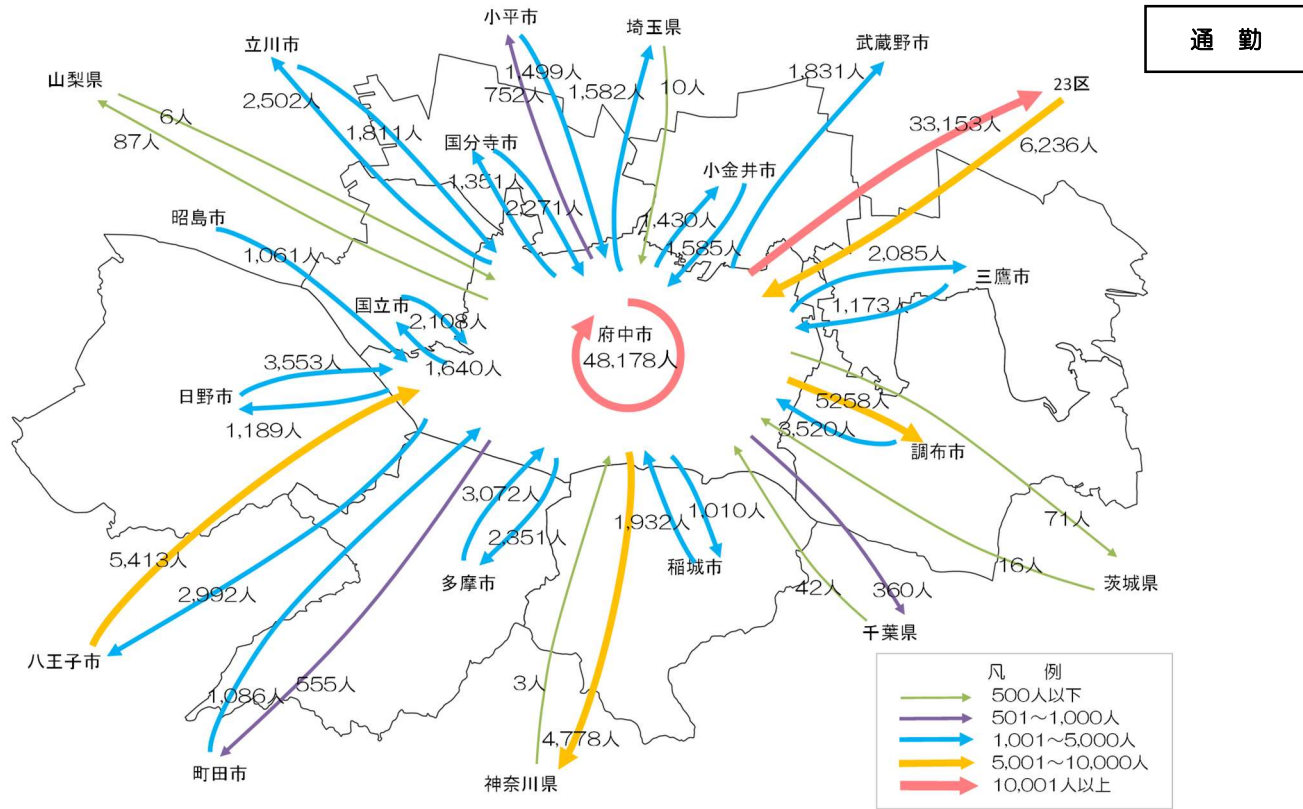 通 勤
小平市
埼玉県
立川市
武蔵野市
山梨県
23区
1,499人
752人
1,582人
10人
1,831人
2,502人
6人
87人
1,811人
33,153人
6,236人
国分寺市
小金井市
1,351人
2,271人
1,430人
1,585人
昭島市
1,061人
2,085人
三鷹市
1,173人
国立市
2,108人
1,640人
府中市
48,178人
3,553人
日野市
1,189人
5258人
3,520人
調布市
3,072人
2,351人
1,932人
1,010人
71人
16人
5,413人
2,992人
多摩市
稲城市
42人
360人
茨城県
千葉県
八王子市
1,086人
555人
3人
4,778人
町田市
神奈川県
凡 例
500人以下
501～1,000人
1,001～5,000人
5,001～10,000人
10,001人以上